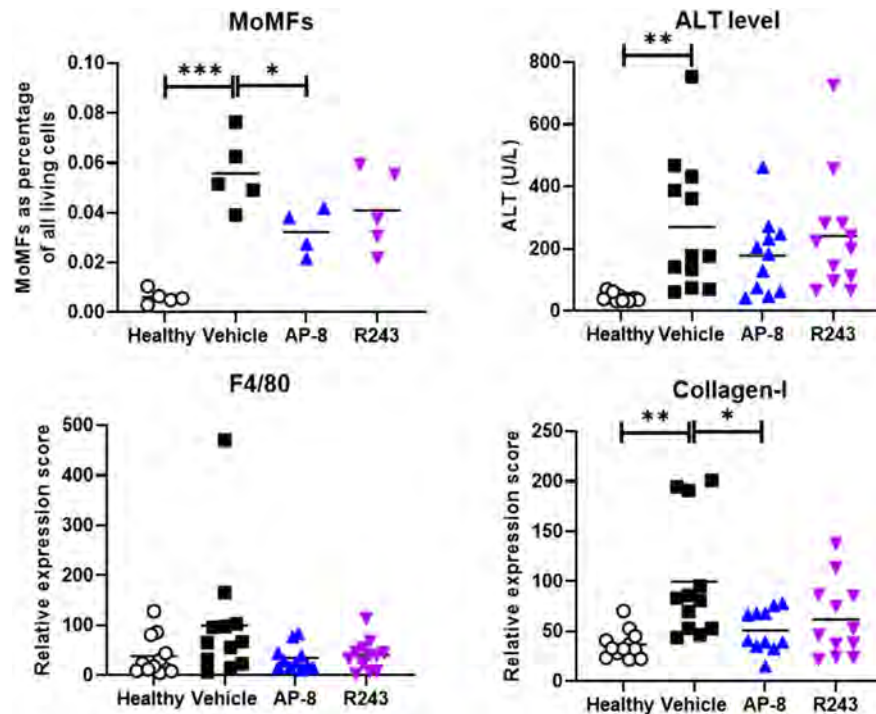 MoMFs
MoMFs as percentage
of all living cells
0.10
0.08
0.06
0.04
0.02
0.00
***
*
Healthy Vehicle AP-8 R243
ALT level
ALT (U/L)
800
600
400
200
0
**
Healthy Vehicle AP-8 R243
F4/80
Relative expression score
500
400
300
200
100
0
Healthy Vehicle AP-8 R243
Collagen-I
Relative expression score
250
200
150
100
50
0
**
*
Healthy Vehicle AP-8 R243